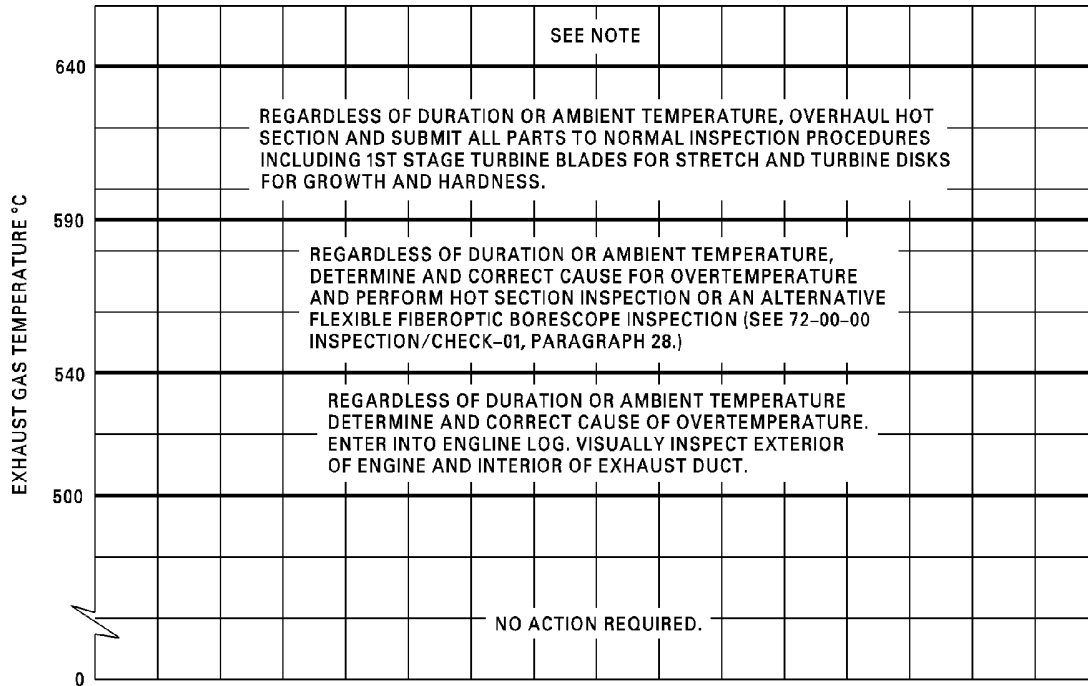 SEE NOTE
640
REGARDLESS OF DURATION OR AMBIENT TEMPERATURE, OVERHAUL HOT
SECTION AND SUBMIT ALL PARTS TO NORMAL INSPECTION PROCEDURES
INCLUDING 1ST STAGE TURBINE BLADES FOR STRETCH AND TURBINE DISKS
FOR GROWTH AND HARDNESS.
EXHAUST GAS TEMPERATURE °C
590
REGARDLESS OF DURATION OR AMBIENT TEMPERATURE,
DETERMINE AND CORRECT CAUSE FOR OVERTEMPERATURE
AND PERFORM HOT SECTION INSPECTION OR AN ALTERNATIVE
FLEXIBLE FIBEROPTIC BORESCOPE INSPECTION (SEE 72–00–00
INSPECTION/CHECK–01, PARAGRAPH 28.)
540
REGARDLESS OF DURATION OR AMBIENT TEMPERATURE
DETERMINE AND CORRECT CAUSE OF OVERTEMPERATURE.
ENTER INTO ENGLINE LOG. VISUALLY INSPECT EXTERIOR
OF ENGINE AND INTERIOR OF EXHAUST DUCT.
500
NO ACTION REQUIRED.
0